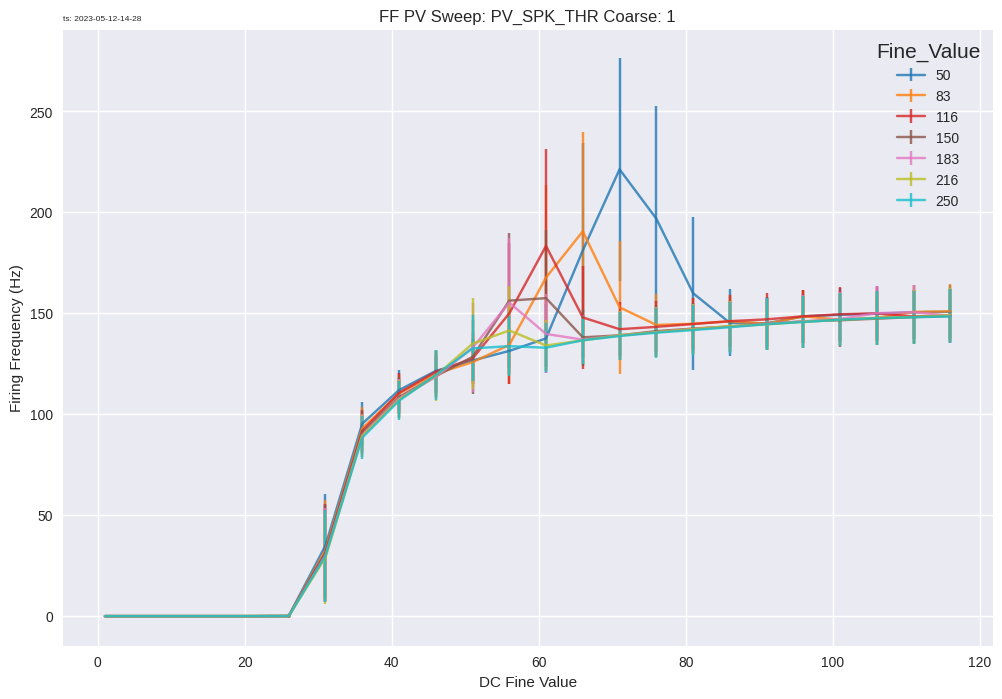 ts: 2023-05-12-14-28
FF PV Sweep: PV_SPK_THR Coarse: 1
Fine_Value
50
83
116
150
183
216
250
Firing Frequency (Hz)
250
200
150
100
50
0
0 20 40 60 80 100 120
DC Fine Value